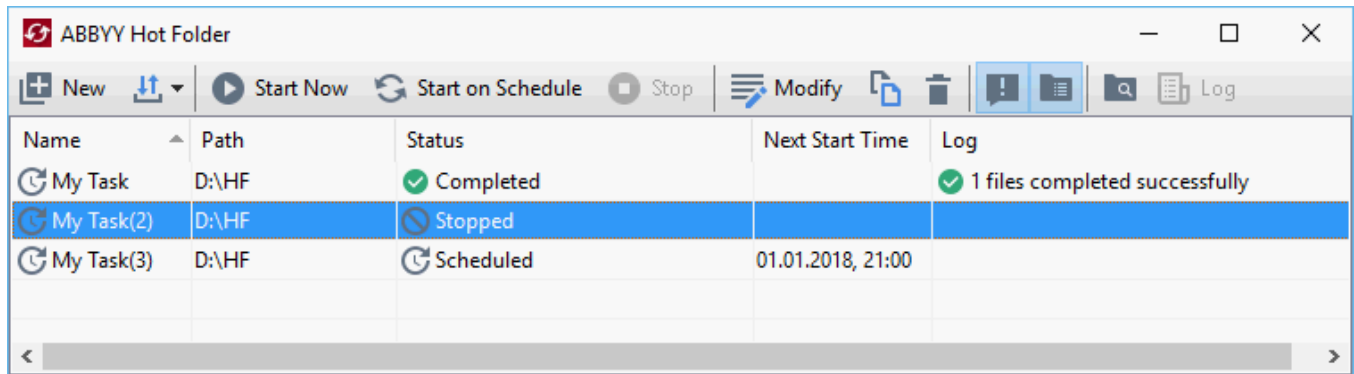 ABBYY Hot Folder
New Start Now Start on Schedule Stop Modify Log
Name Path Status Next Start Time Log
My Task D:\HF Completed 1 files completed successfully
My Task(2) D:\HF Stopped
My Task(3) D:\HF Scheduled 01.01.2018, 21:00